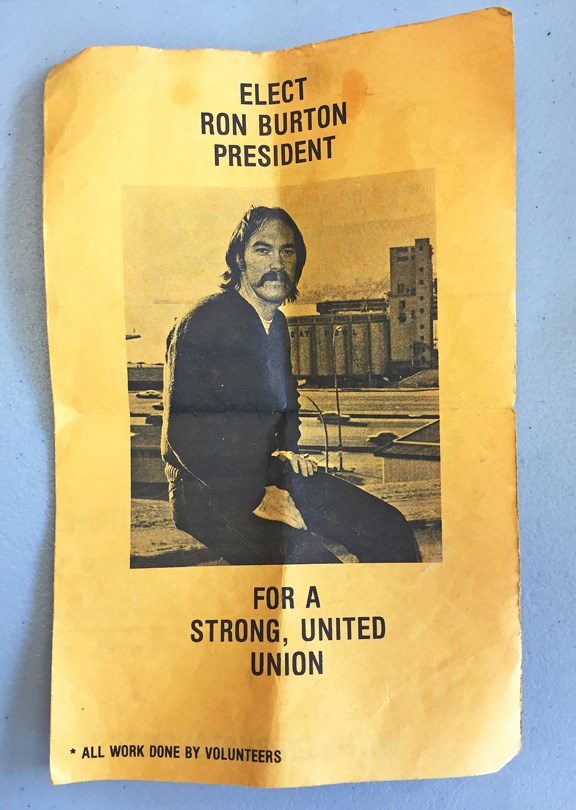 ELECT
RON BURTON
PRESIDENT
FOR A
STRONG, UNITED
UNION
* ALL WORK DONE BY VOLUNTEERS